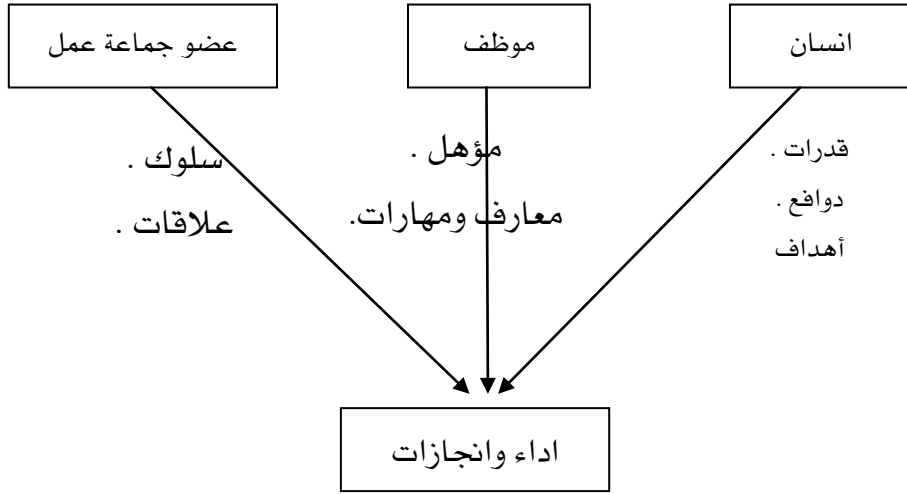 انسان
موظف
عضو جماعة عمل
قدرات .
دوافع .
أهداف
مؤهل .
معارف ومهارات.
سلوك .
علاقات .
اداء وانجازات